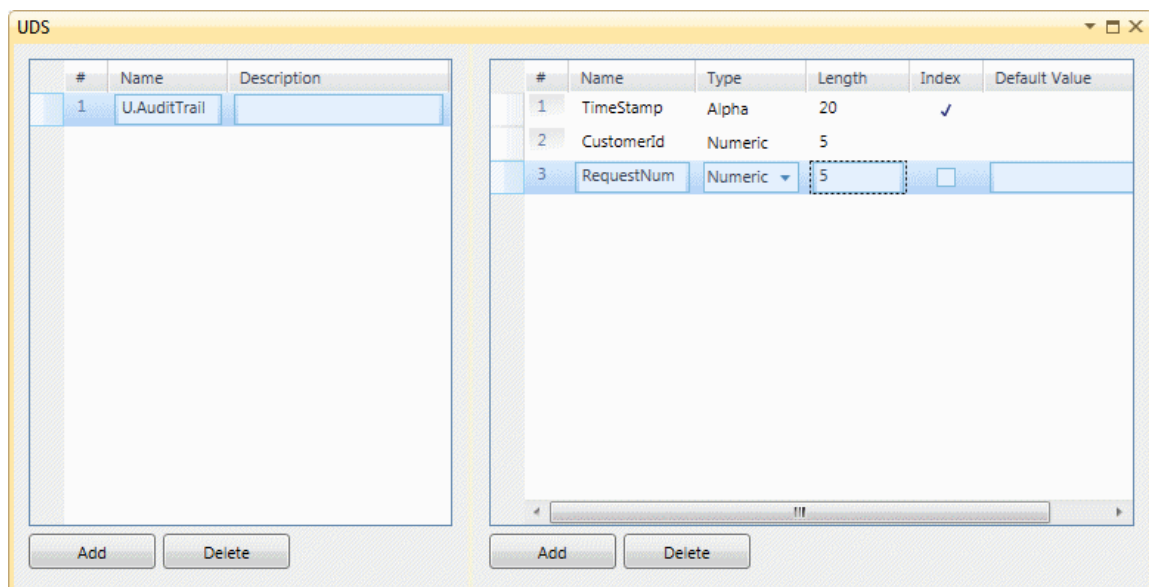 UDS
# Name Description
1 U.AuditTrail
# Name Type Length Index Default Value
1 TimeStamp Alpha 20
2 CustomerId Numeric 5
3 RequestNum Numeric 5
Add Delete
Add Delete